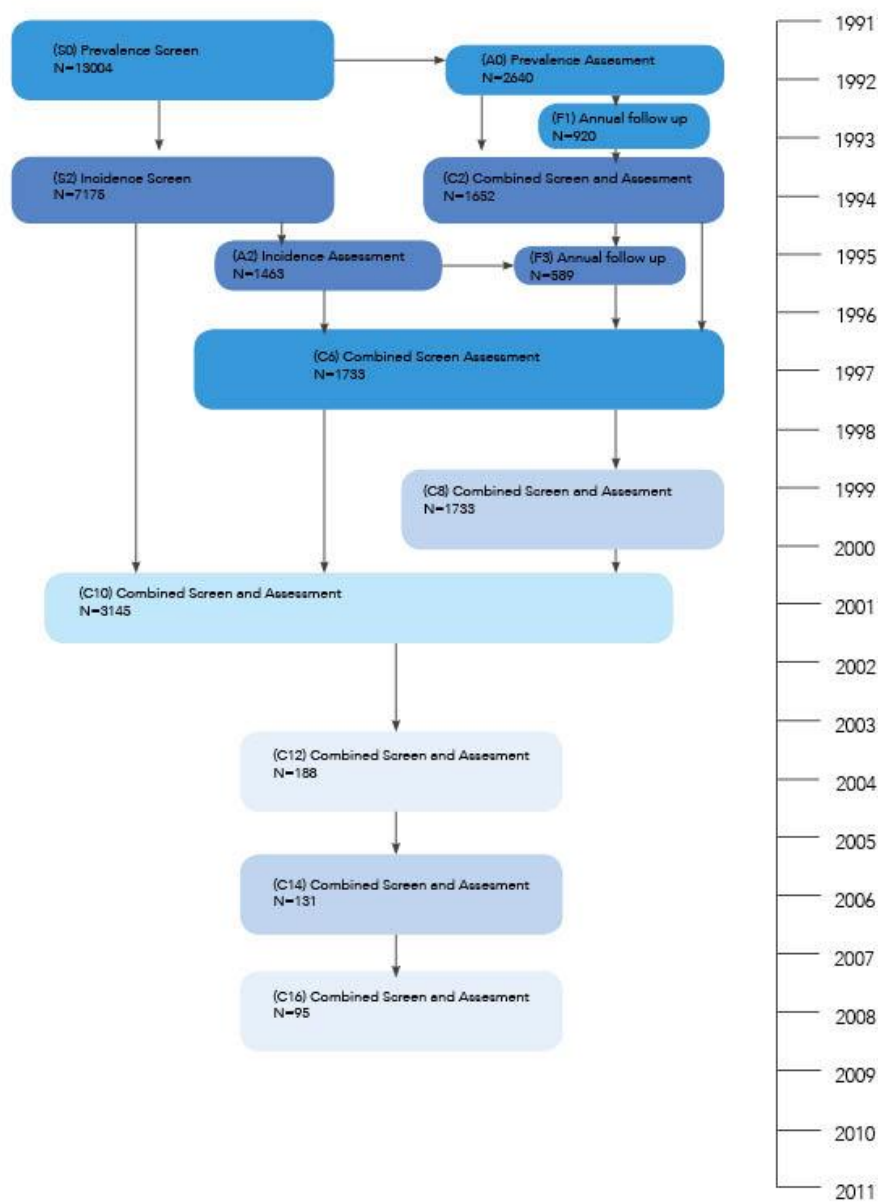 (S0) Prevalence Screen
N=13004
(A0) Prevalence Assesment
N=2640
(F1) Annual follow up
N=920
(S2) Incidence Screen
N=7175
(C2) Combined Screen and Assesment
N=1652
(A2) Incidence Assessment
N=1463
(F3) Annual follow up
N=589
(C6) Combined Screen Assessment
N=1733
(C8) Combined Screen and Assesment
N=1733
(C10) Combined Screen and Assessment
N=3145
(C12) Combined Screen and Assesment
N=188
(C14) Combined Screen and Assesment
N=131
(C16) Combined Screen and Assesment
N=95
1991
1992
1993
1994
1995
1996
1997
1998
1999
2000
2001
2002
2003
2004
2005
2006
2007
2008
2009
2010
2011